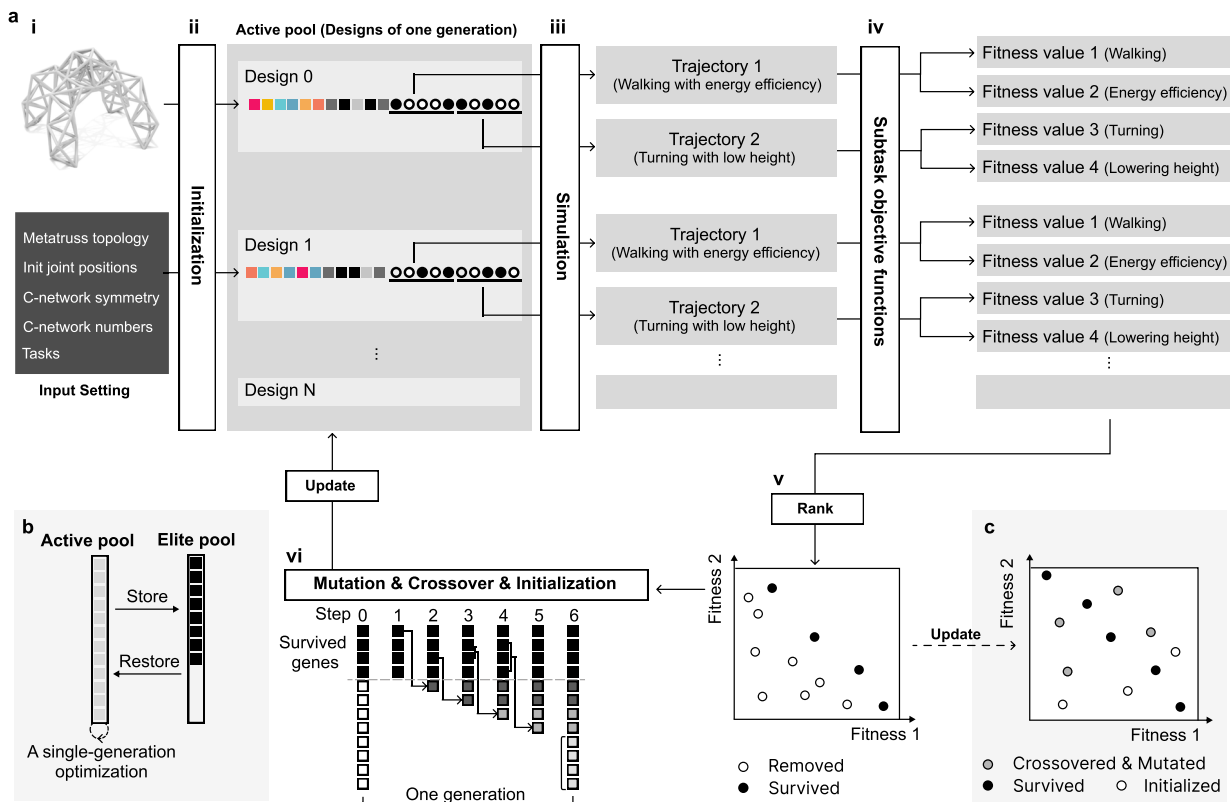 a
i
ii
Active pool (Designs of one generation)
iii
iv
Initialization
Design 0
Design 1
⋮
Design N
Simulation
Trajectory 1
(Walking with energy efficiency)
Trajectory 2
(Turning with low height)
Trajectory 1
(Walking with energy efficiency)
Trajectory 2
(Turning with low height)
⋮
Subtask objective functions
Fitness value 1 (Walking)
Fitness value 2 (Energy efficiency)
Fitness value 3 (Turning)
Fitness value 4 (Lowering height)
Fitness value 1 (Walking)
Fitness value 2 (Energy efficiency)
Fitness value 3 (Turning)
Fitness value 4 (Lowering height)
⋮
Metatruss topology
Init joint positions
C-network symmetry
C-network numbers
Tasks
Input Setting
Update
v
Rank
b
Active pool
Elite pool
Store
Restore
A single-generation
optimization
vi
Mutation & Crossover & Initialization
Step 0 1 2 3 4 5 6
Survived
genes
One generation
Fitness 2
Fitness 1
Removed
Survived
Update
c
Fitness 2
Fitness 1
Crossovered & Mutated
Survived
Initialized